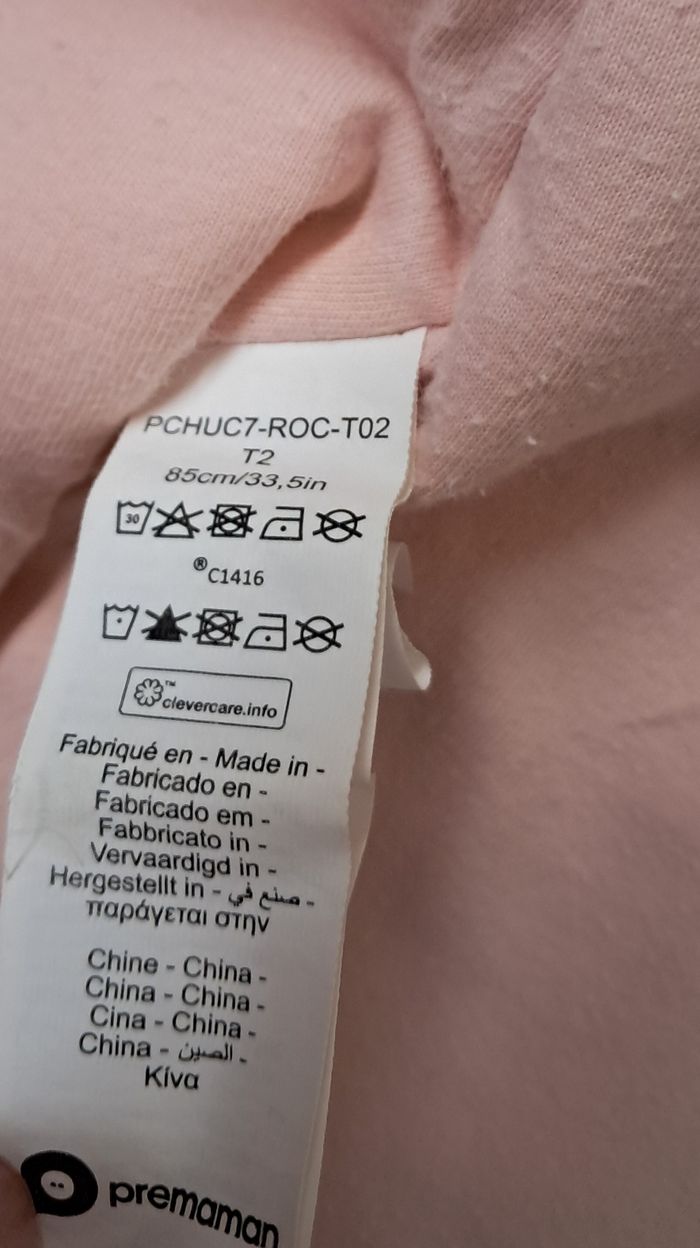 PCHUC7-ROC-T02
T2
85cm/33,5in
30
®C1416
™clevercare.info
Fabriqué en - Made in -
Fabricado en -
Fabricado em -
Fabbricato in -
Vervaardigd in -
Hergestellt in - صنع في -
παράγεται στην
Chine - China -
China - China -
Cina - China -
China - الصين -
Κίνα
premaman